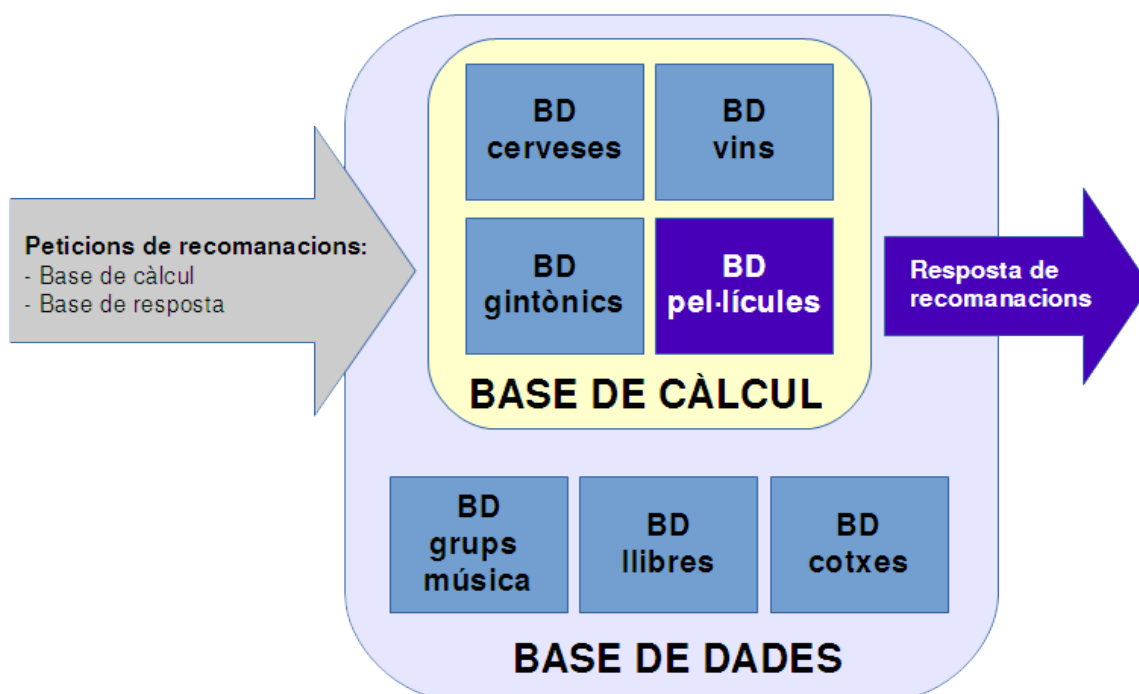 BD
cerveses
BD
vins
Peticions de recomanacions:
- Base de càlcul
- Base de resposta
BD
gintònics
BD
pel·lícules
Resposta de
recomanacions
BASE DE CÀLCUL
BD
grups
música
BD
llibres
BD
cotxes
BASE DE DADES